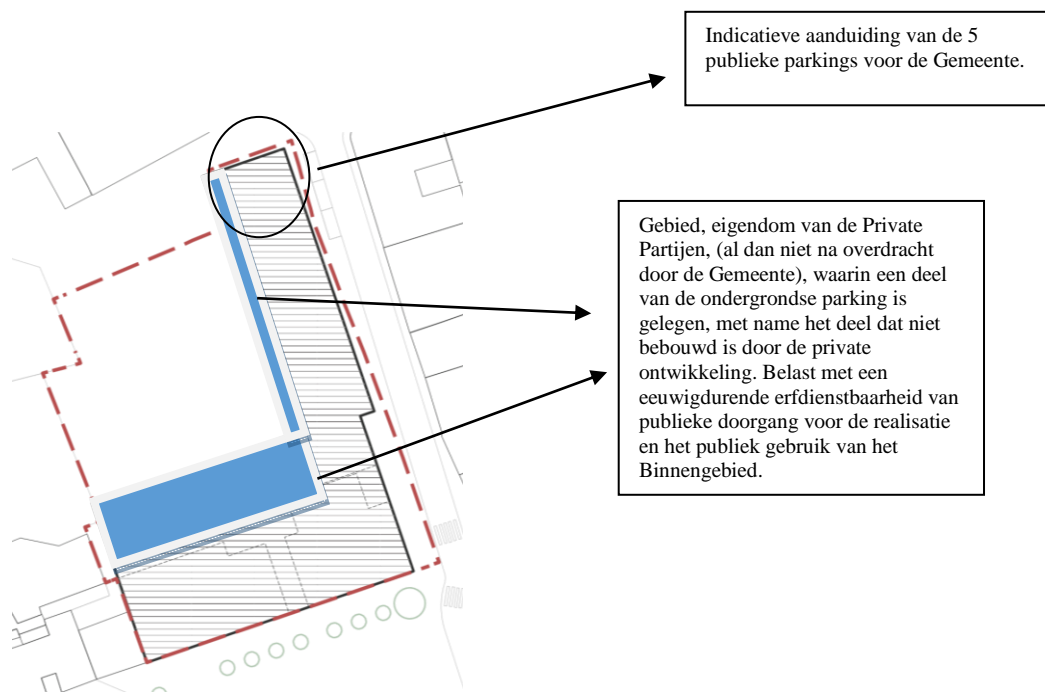 Indicatieve aanduiding van de 5
publieke parkings voor de Gemeente.
Gebied, eigendom van de Private
Partijen, (al dan niet na overdracht
door de Gemeente), waarin een deel
van de ondergrondse parking is
gelegen, met name het deel dat niet
bebouwd is door de private
ontwikkeling. Belast met een
eeuwigdurende erfdienstbaarheid van
publieke doorgang voor de realisatie
en het publiek gebruik van het
Binnengebied.